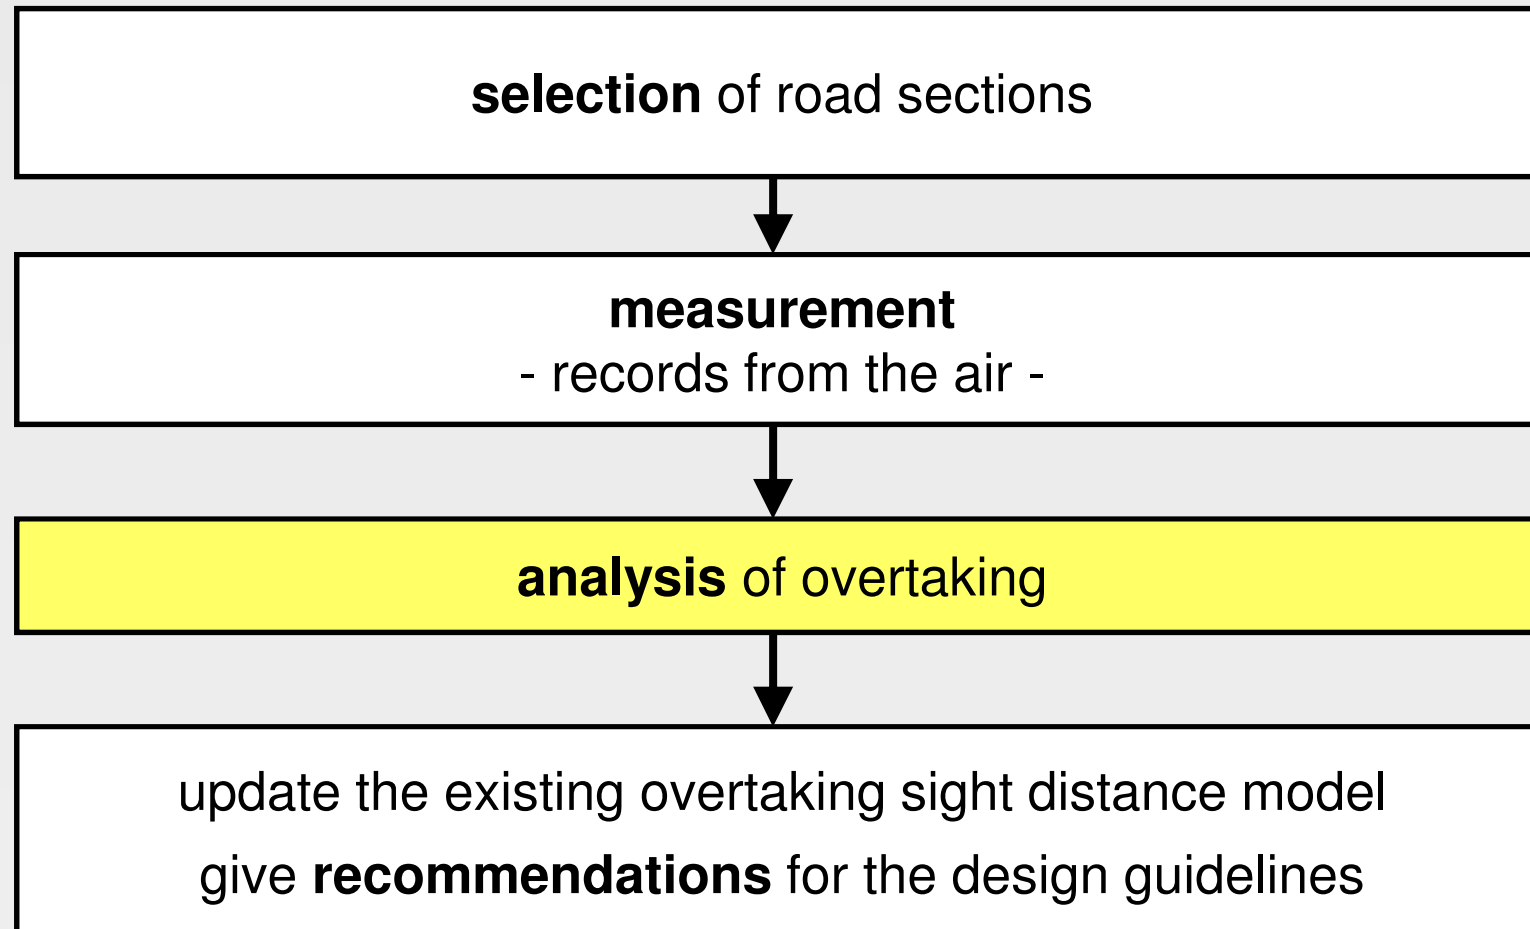 selection of road sections
measurement
- records from the air -
analysis of overtaking
update the existing overtaking sight distance model
give recommendations for the design guidelines